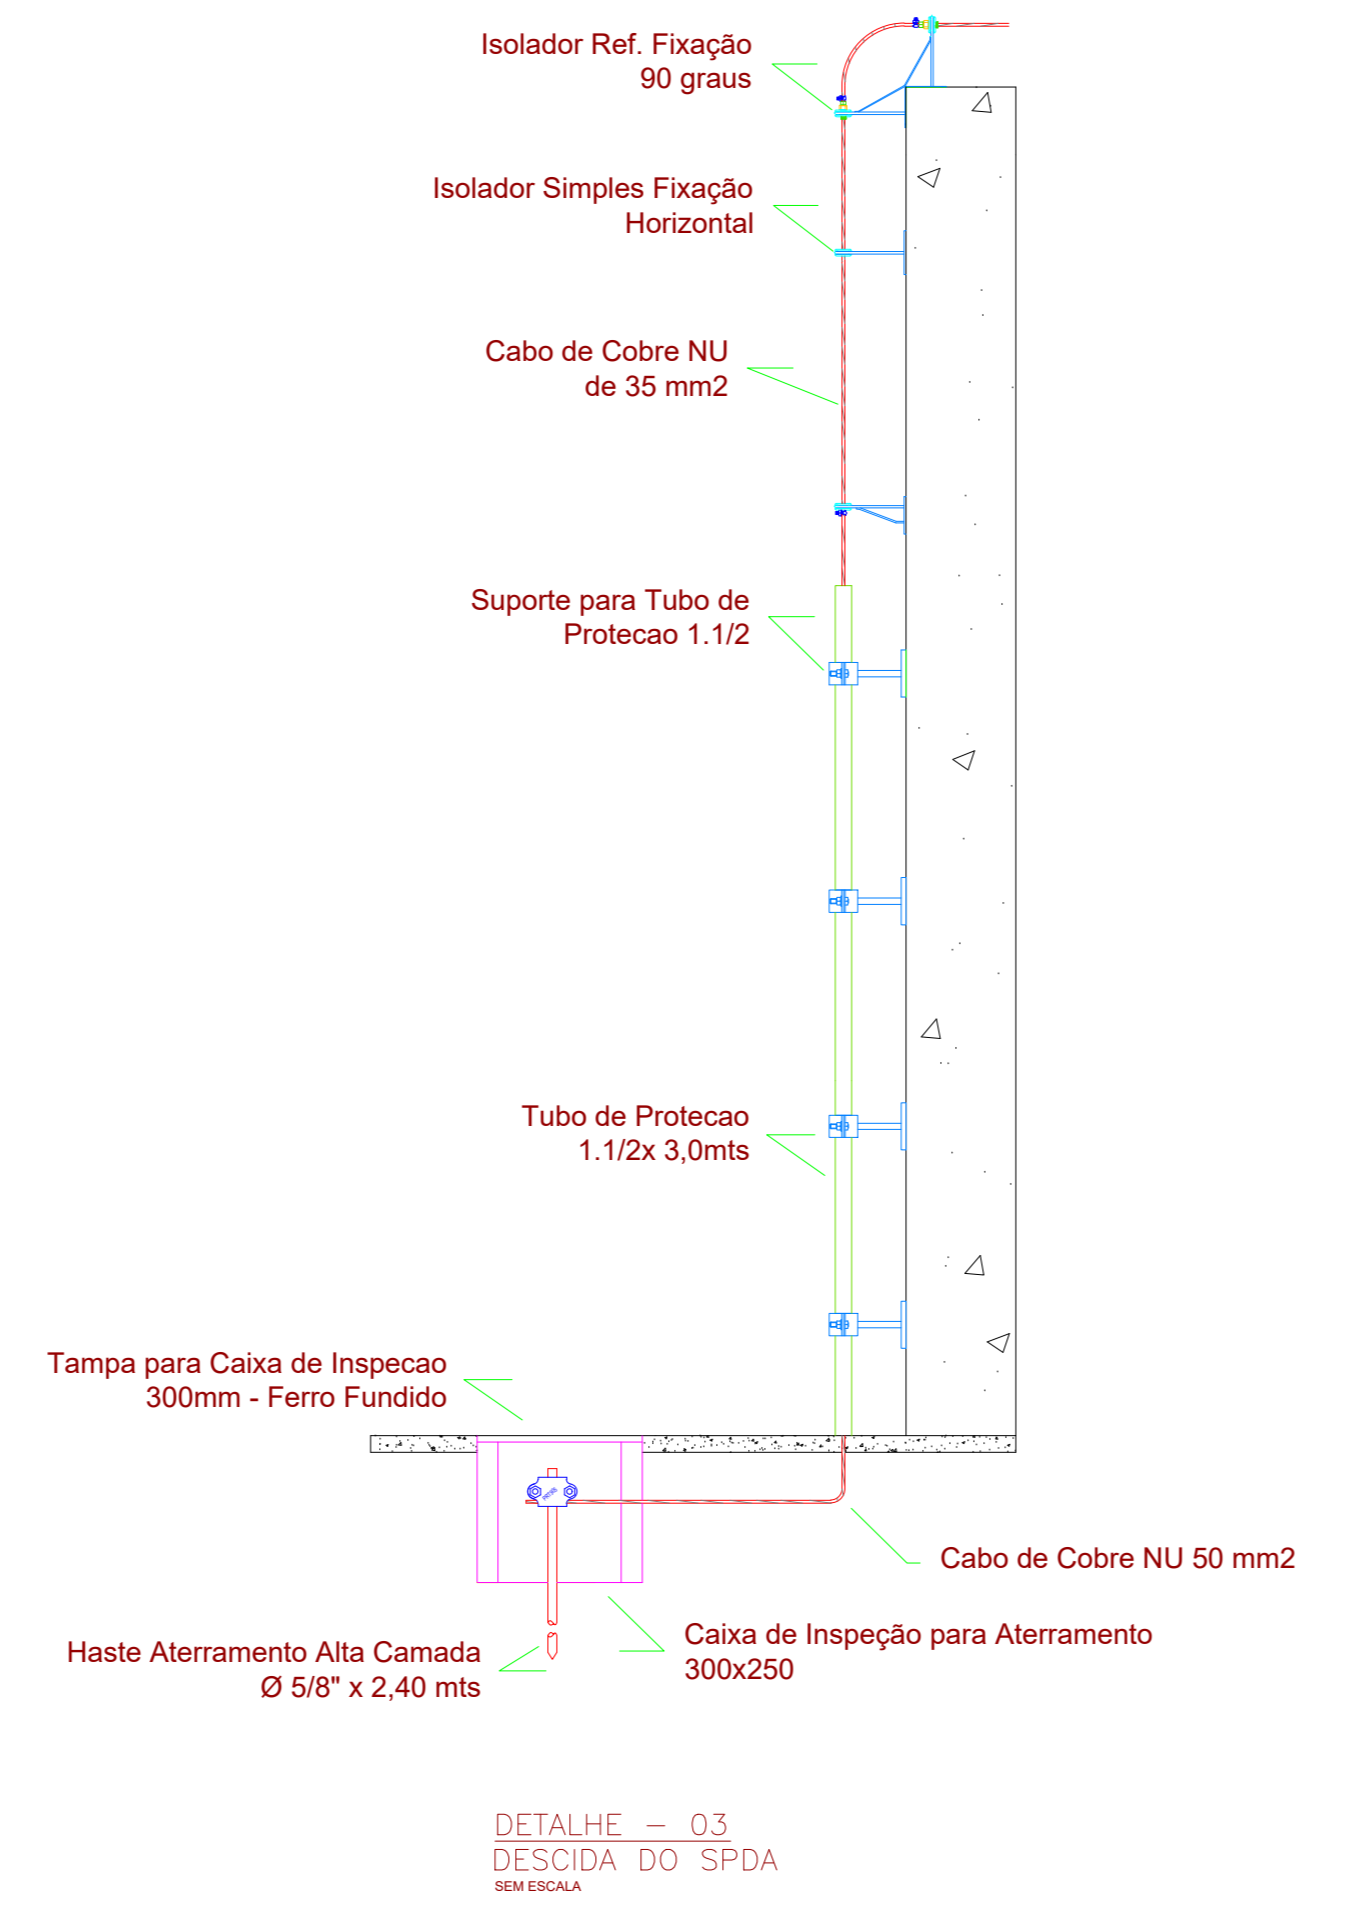 Isolador Ref. Fixação
90 graus
Isolador Simples Fixação
Horizontal
Cabo de Cobre NU
de 35 mm2
Suporte para Tubo de
Protecao 1.1/2
Tubo de Protecao
1.1/2x 3,0mts
Tampa para Caixa de Inspecao
300mm - Ferro Fundido
Cabo de Cobre NU 50 mm2
Caixa de Inspeção para Aterramento
300x250
Haste Aterramento Alta Camada
Ø 5/8" x 2,40 mts
DETALHE - 03
DESCIDA DO SPDA
SEM ESCALA